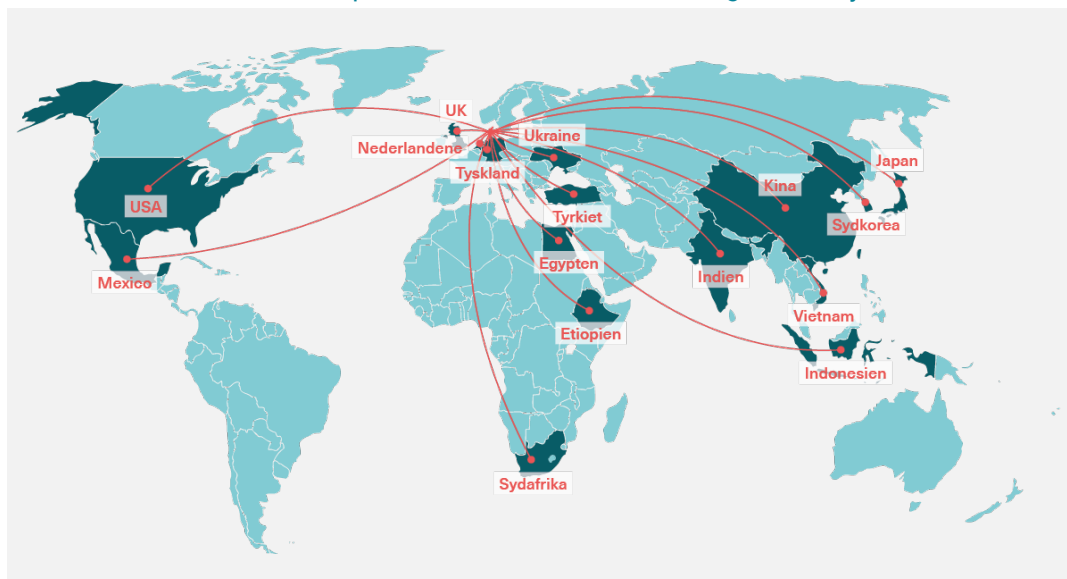 UK
Nederlandene
Ukraine
Tyskland
Japan
Kina
USA
Tyrkiet
Sydkorea
Egypten
Indien
Mexico
Vietnam
Etiopien
Indonesien
Sydafrika